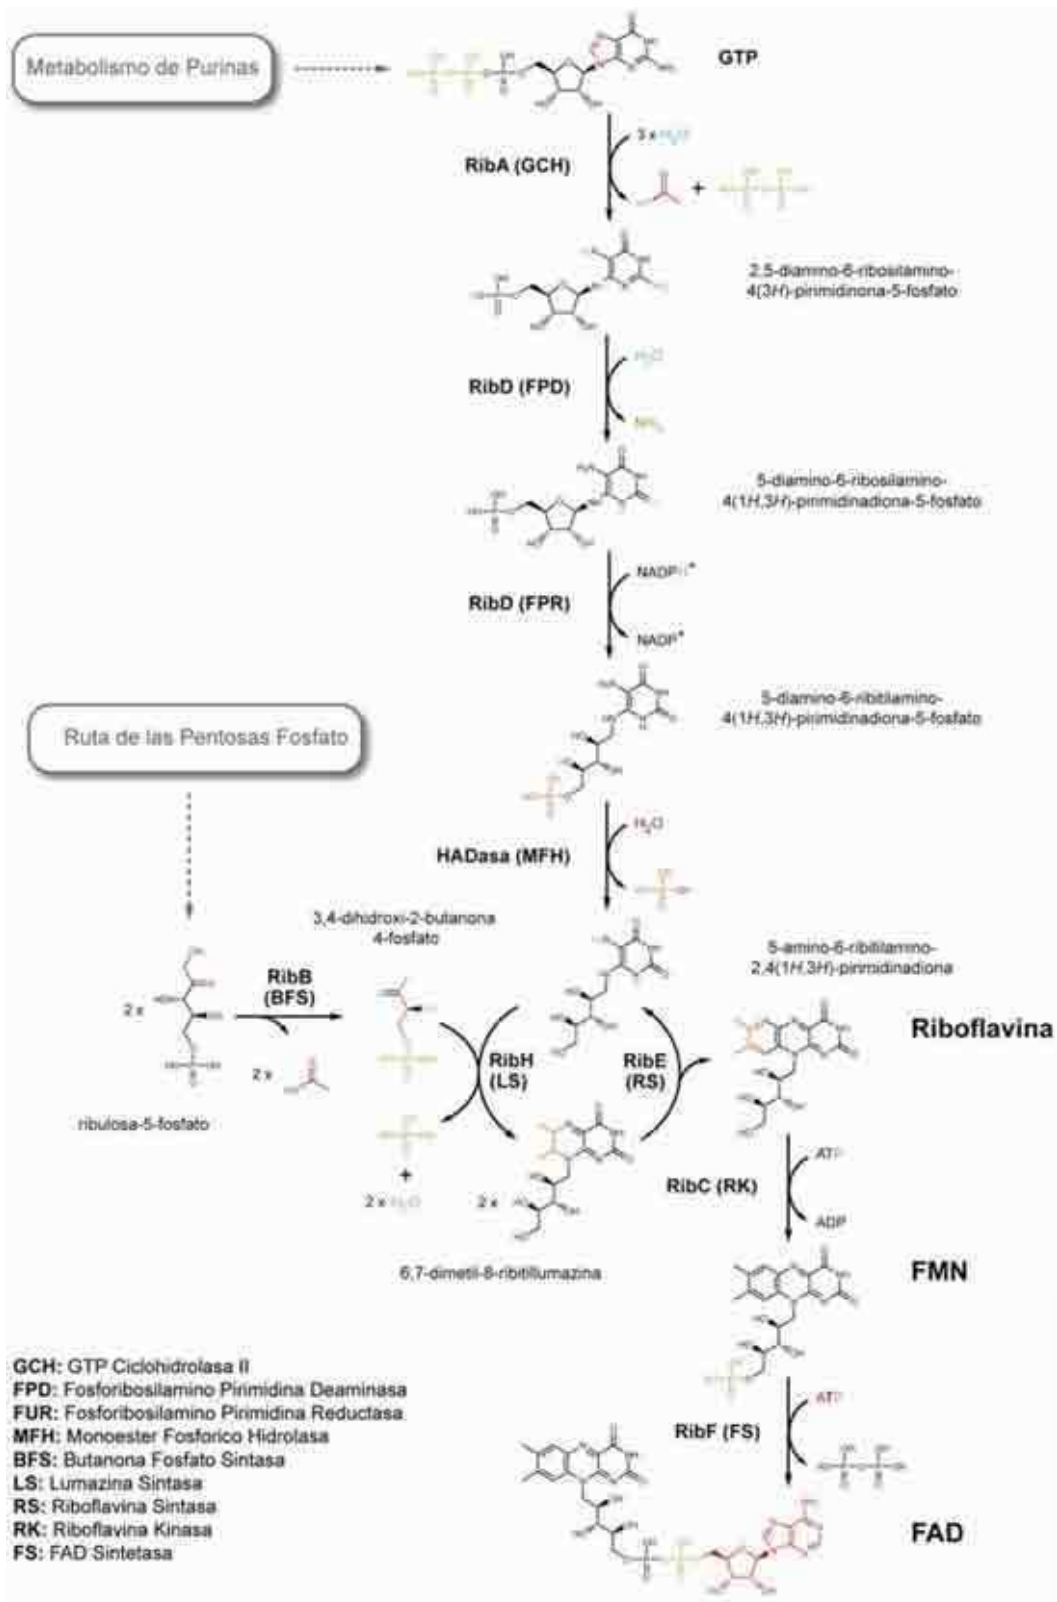 Metabolismo de Purinas
GTP
3 x H₂O
RibA (GCH)
+
2,5-diamino-6-ribosilamino-
4(3H)-pirimidinona-5-fosfato
H₂O
RibD (FPD)
NH₃
5-diamino-6-ribosilamino-
4(1H,3H)-pirimidinadiona-5-fosfato
NADPH⁺
RibD (FPR)
NADP⁺
5-diamino-6-ribitilamino-
4(1H,3H)-pirimidinadiona-5-fosfato
Ruta de las Pentosas Fosfato
H₂O
HADasa (MFH)
3,4-dihidroxi-2-butanona
4-fosfato
5-amino-6-ribitilamino-
2,4(1H,3H)-pirimidinadiona
RibB
(BFS)
2 x
2 x
ribulosa-5-fosfato
RibH
(LS)
RibE
(RS)
Riboflavina
+
2 x H₂O
2 x
6,7-dimetil-8-ribitillumazina
ATP
RibC (RK)
ADP
FMN
ATP
RibF (FS)
FAD
GCH: GTP Ciclohidrolasa II
FPD: Fosforibosilamino Pirimidina Deaminasa
FUR: Fosforibosilamino Pirimidina Reductasa
MFH: Monoester Fosforico Hidrolasa
BFS: Butanona Fosfato Sintasa
LS: Lumazina Sintasa
RS: Riboflavina Sintasa
RK: Riboflavina Kinasa
FS: FAD Sintetasa